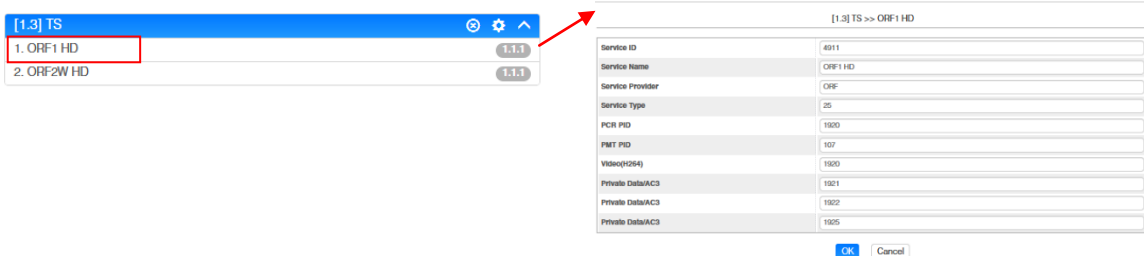 [1.3] TS
1. ORF1 HD 1.1.1
2. ORF2W HD 1.1.1
[1.3] TS >> ORF1 HD
Service ID 4911
Service Name ORF1 HD
Service Provider ORF
Service Type 25
PCR PID 1920
PMT PID 107
Video(H264) 1920
Private Data/AC3 1921
Private Data/AC3 1922
Private Data/AC3 1925
OK Cancel